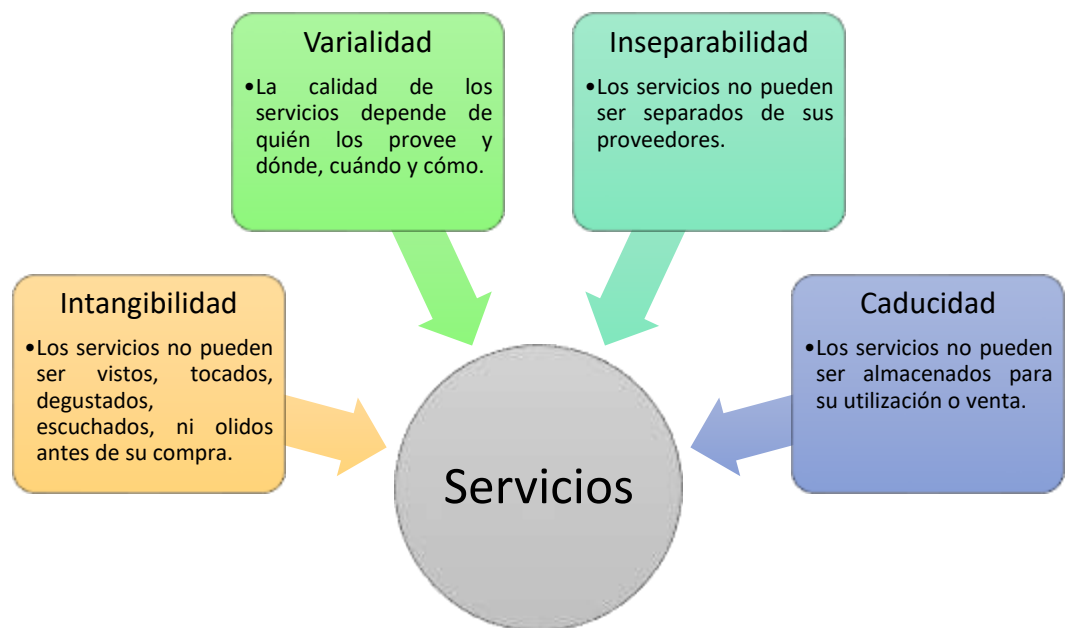 Varialidad
•La calidad de los
servicios depende de
quién los provee y
dónde, cuándo y cómo.
Inseparabilidad
•Los servicios no pueden
ser separados de sus
proveedores.
Intangibilidad
•Los servicios no pueden
ser vistos, tocados,
degustados,
escuchados, ni olidos
antes de su compra.
Caducidad
•Los servicios no pueden
ser almacenados para
su utilización o venta.
Servicios